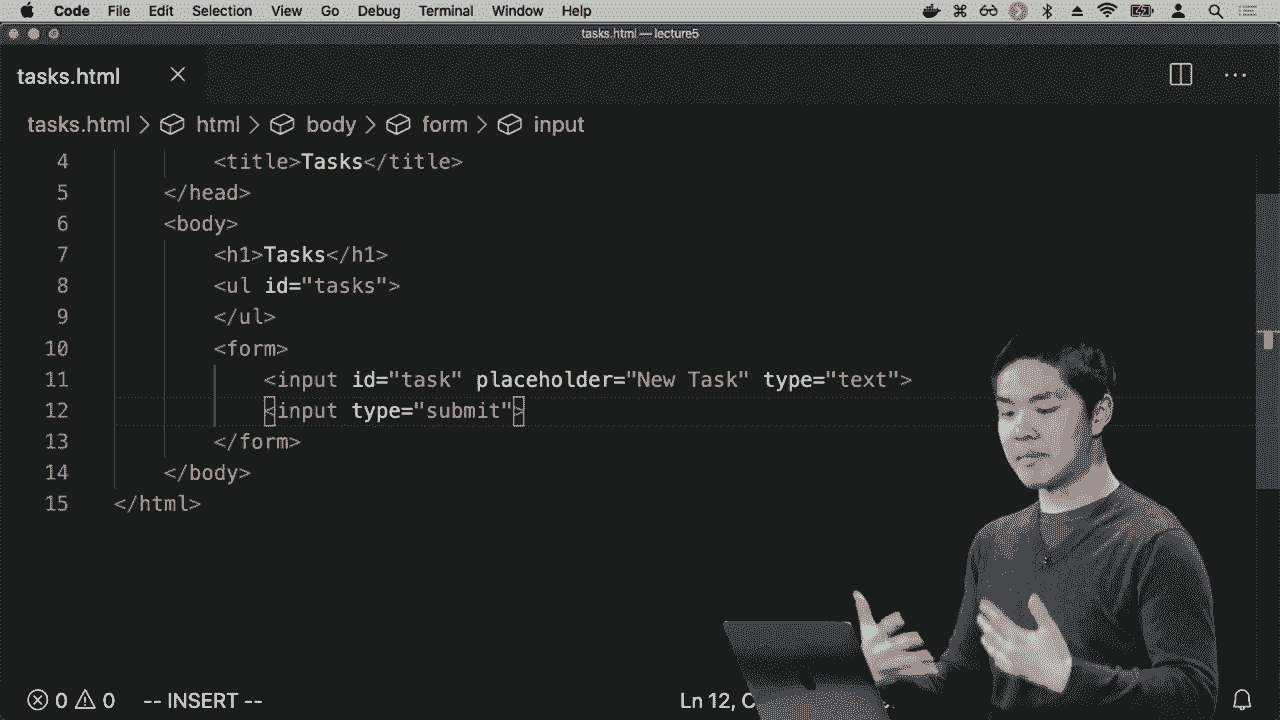 Code File Edit Selection View Go Debug Terminal Window Help
tasks.html — lecture5
tasks.html
tasks.html html body form input
4 <title>Tasks</title>
5 </head>
6 <body>
7 <h1>Tasks</h1>
8 <ul id="tasks">
9 </ul>
10 <form>
11 <input id="task" placeholder="New Task" type="text">
12 <input type="submit">
13 </form>
14 </body>
15 </html>
0 0 -- INSERT -- Ln 12, C